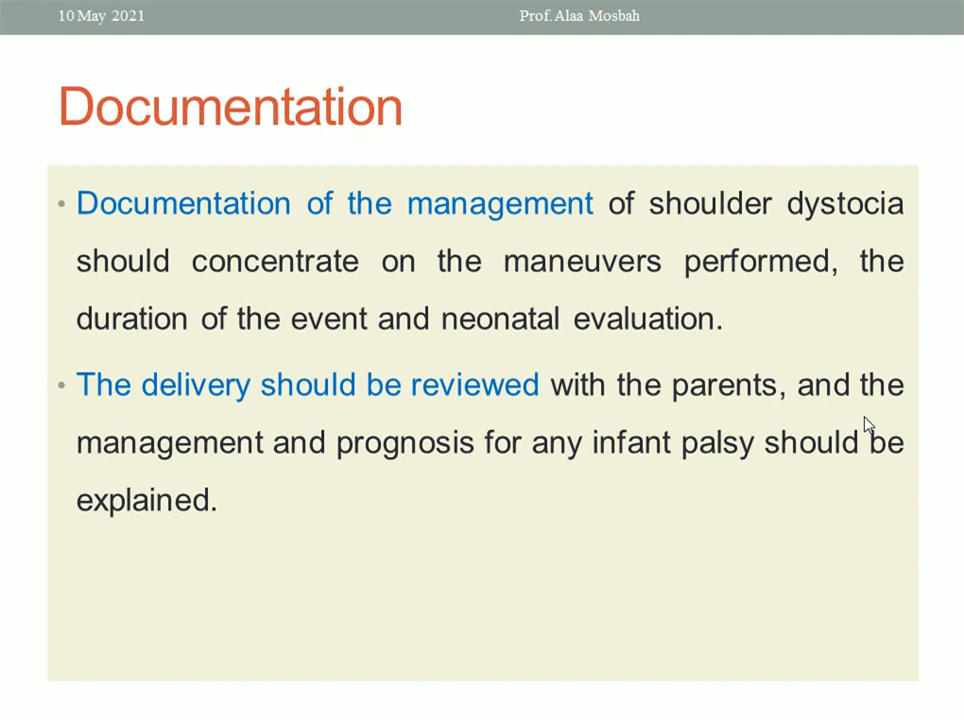 10 May 2021 Prof. Alaa Mosbah
Documentation
• Documentation of the management of shoulder dystocia
should concentrate on the maneuvers performed, the
duration of the event and neonatal evaluation.
• The delivery should be reviewed with the parents, and the
management and prognosis for any infant palsy should be
explained.